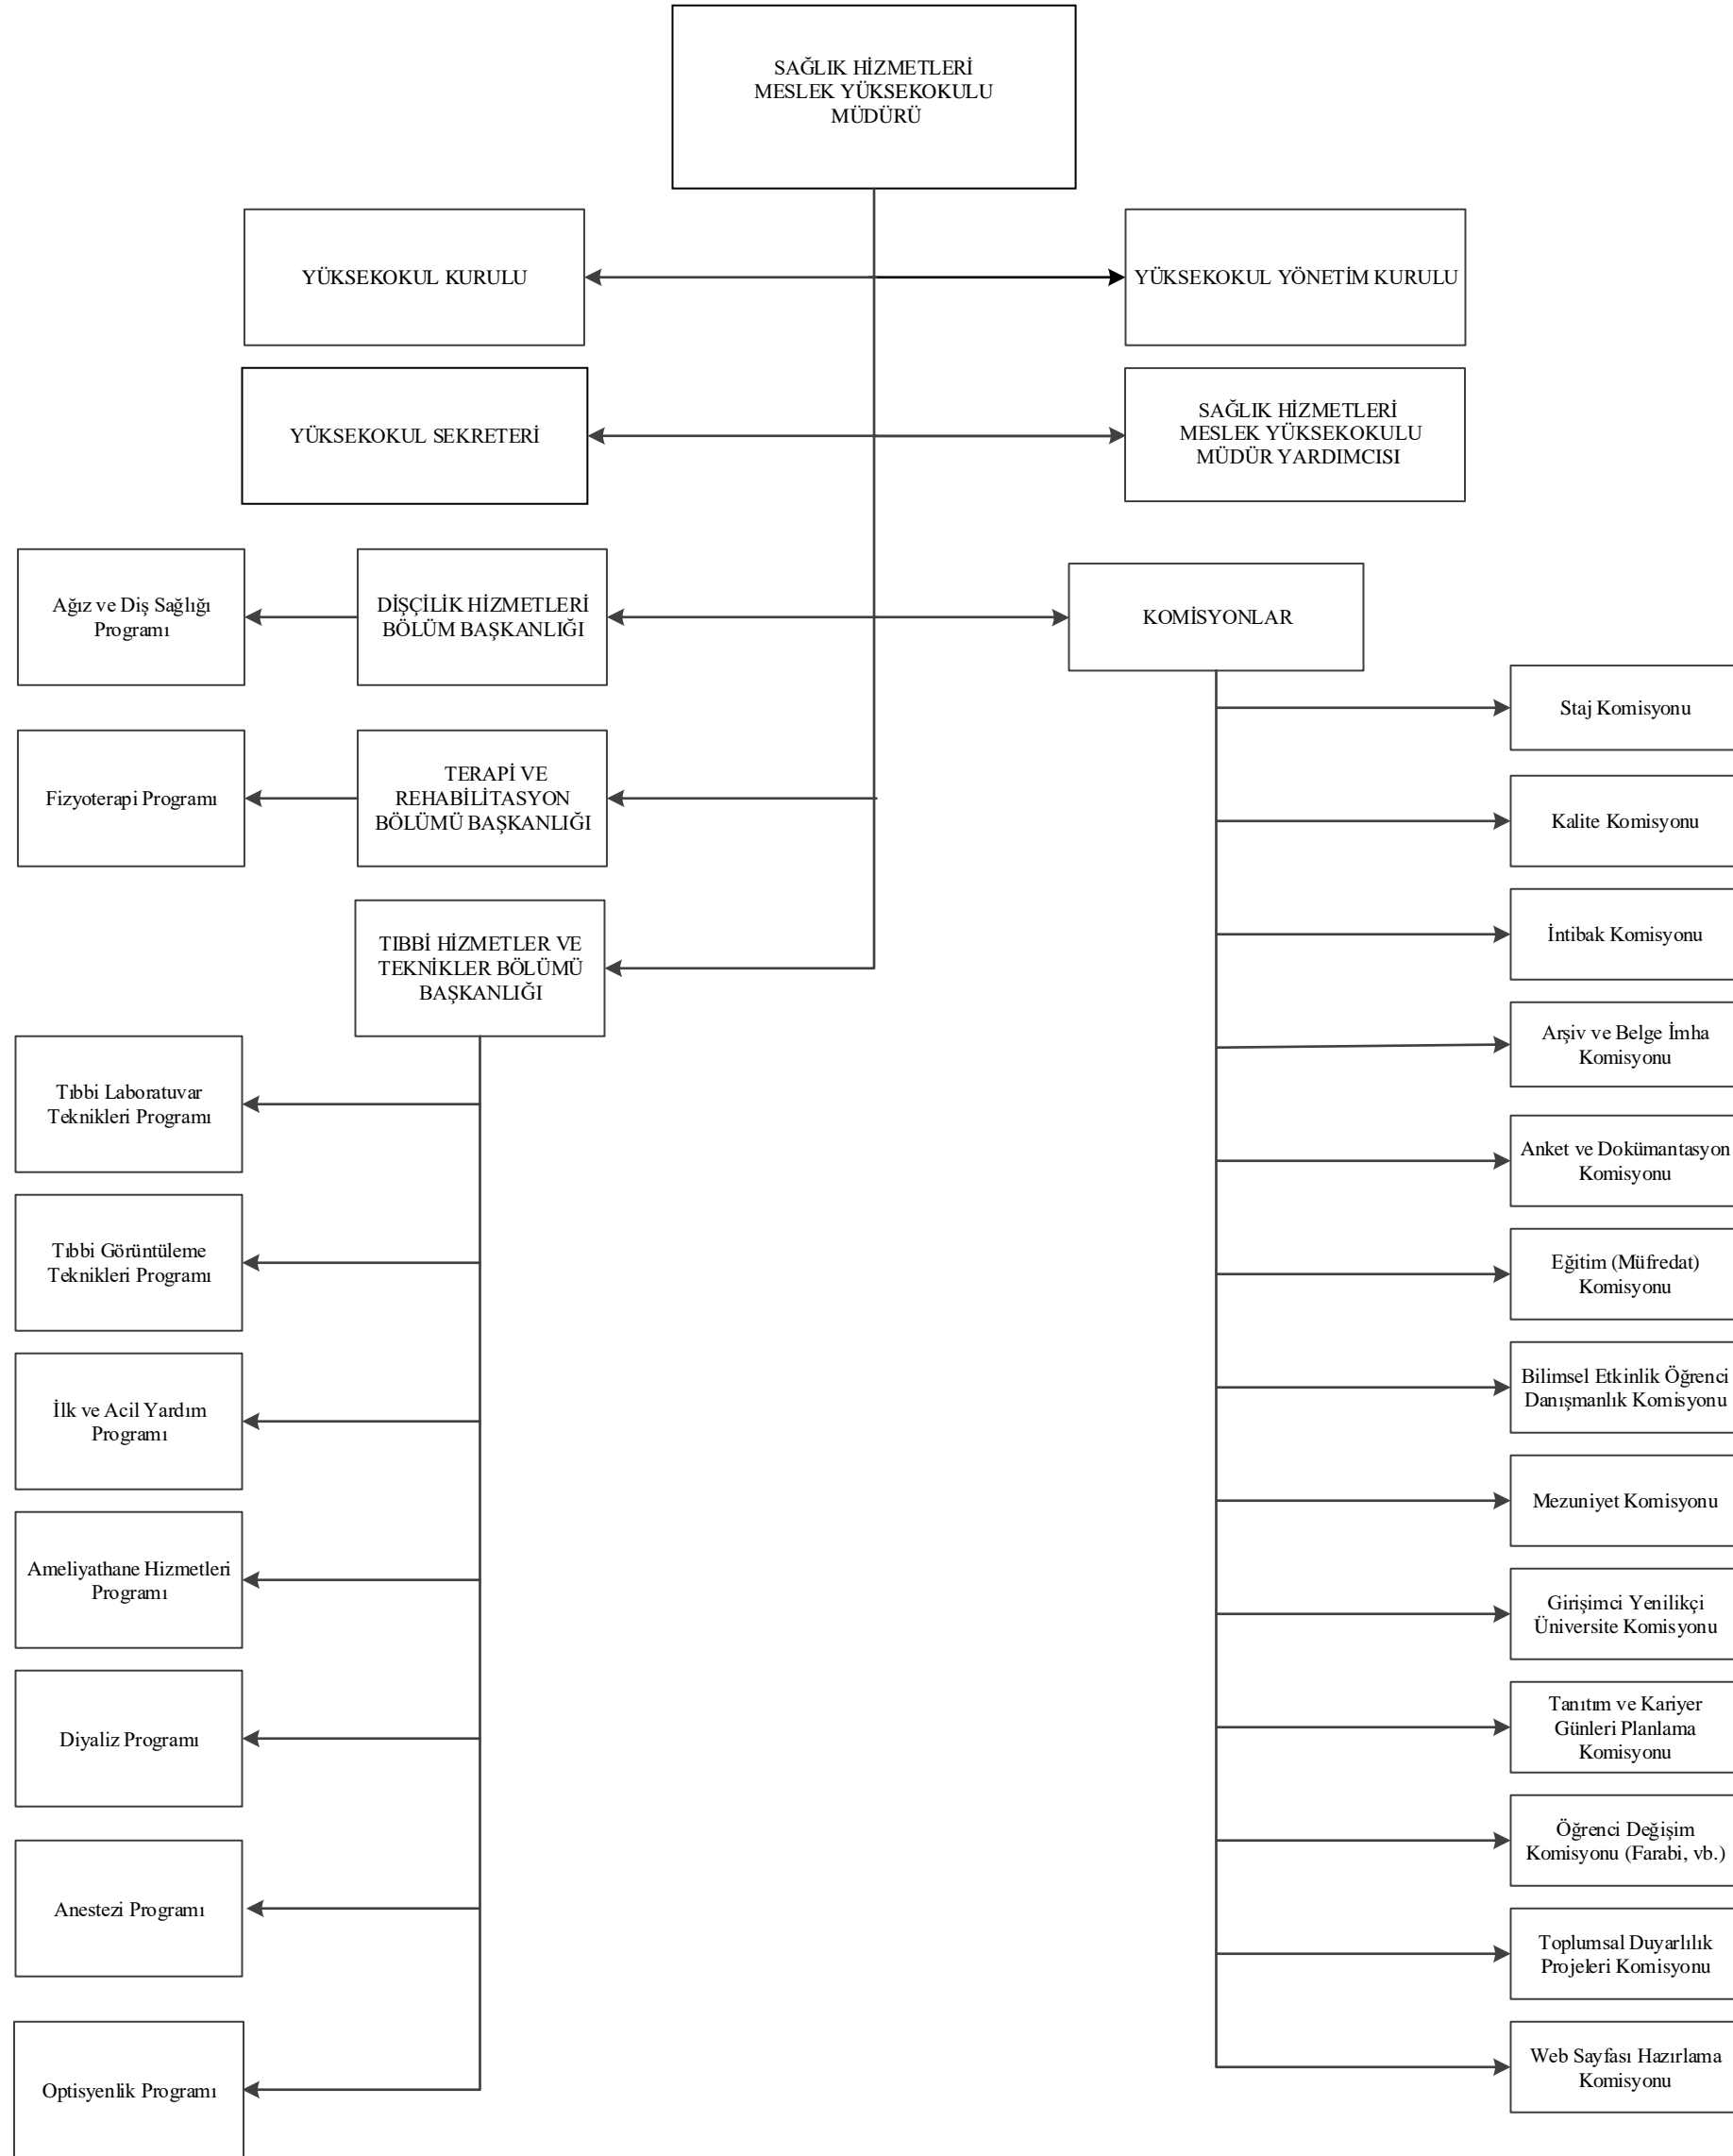 SAĞLIK HİZMETLERİ
MESLEK YÜKSEKOKULU
MÜDÜRÜ
YÜKSEKOKUL KURULU
YÜKSEKOKUL YÖNETİM KURULU
YÜKSEKOKUL SEKRETERİ
SAĞLIK HİZMETLERİ
MESLEK YÜKSEKOKULU
MÜDÜR YARDIMCISI
Ağız ve Diş Sağlığı
Programı
DİŞÇİLİK HİZMETLERİ
BÖLÜM BAŞKANLIĞI
KOMİSYONLAR
Fizyoterapi Programı
TERAPİ VE
REHABİLİTASYON
BÖLÜMÜ BAŞKANLIĞI
TIBBİ HİZMETLER VE
TEKNİKLER BÖLÜMÜ
BAŞKANLIĞI
Tıbbi Laboratuvar
Teknikleri Programı
Tıbbi Görüntüleme
Teknikleri Programı
İlk ve Acil Yardım
Programı
Ameliyathane Hizmetleri
Programı
Diyaliz Programı
Anestezi Programı
Optisyenlik Programı
Staj Komisyonu
Kalite Komisyonu
İntibak Komisyonu
Arşiv ve Belge İmha
Komisyonu
Anket ve Dokümantasyon
Komisyonu
Eğitim (Müfredat)
Komisyonu
Bilimsel Etkinlik Öğrenci
Danışmanlık Komisyonu
Mezuniyet Komisyonu
Girişimci Yenilikçi
Üniversite Komisyonu
Tanıtım ve Kariyer
Günleri Planlama
Komisyonu
Öğrenci Değişim
Komisyonu (Farabi, vb.)
Toplumsal Duyarlılık
Projeleri Komisyonu
Web Sayfası Hazırlama
Komisyonu